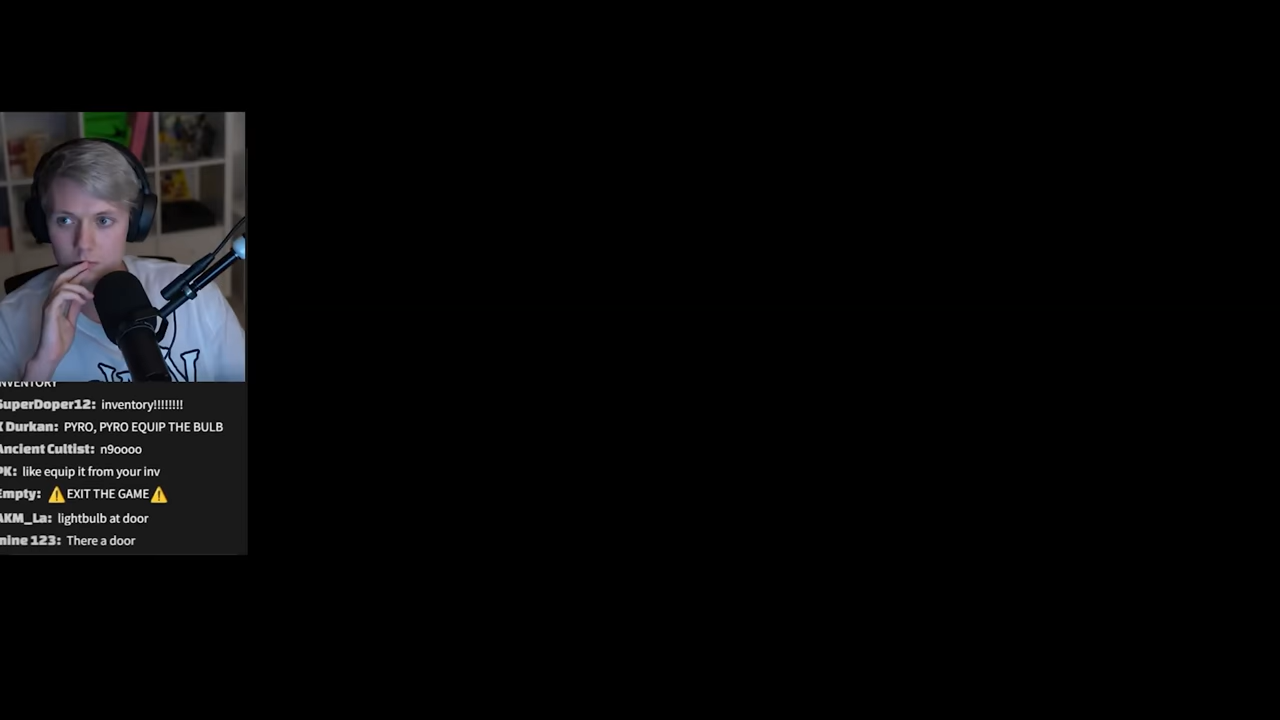 INVENTORY
SuperDoper12: inventory!!!!!!!!
Durkan: PYRO, PYRO EQUIP THE BULB
Ancient Cultist: n9oooo
PK: like equip it from your inv
Empty: ⚠️EXIT THE GAME⚠️
AKM_La: lightbulb at door
nine 123: There a door